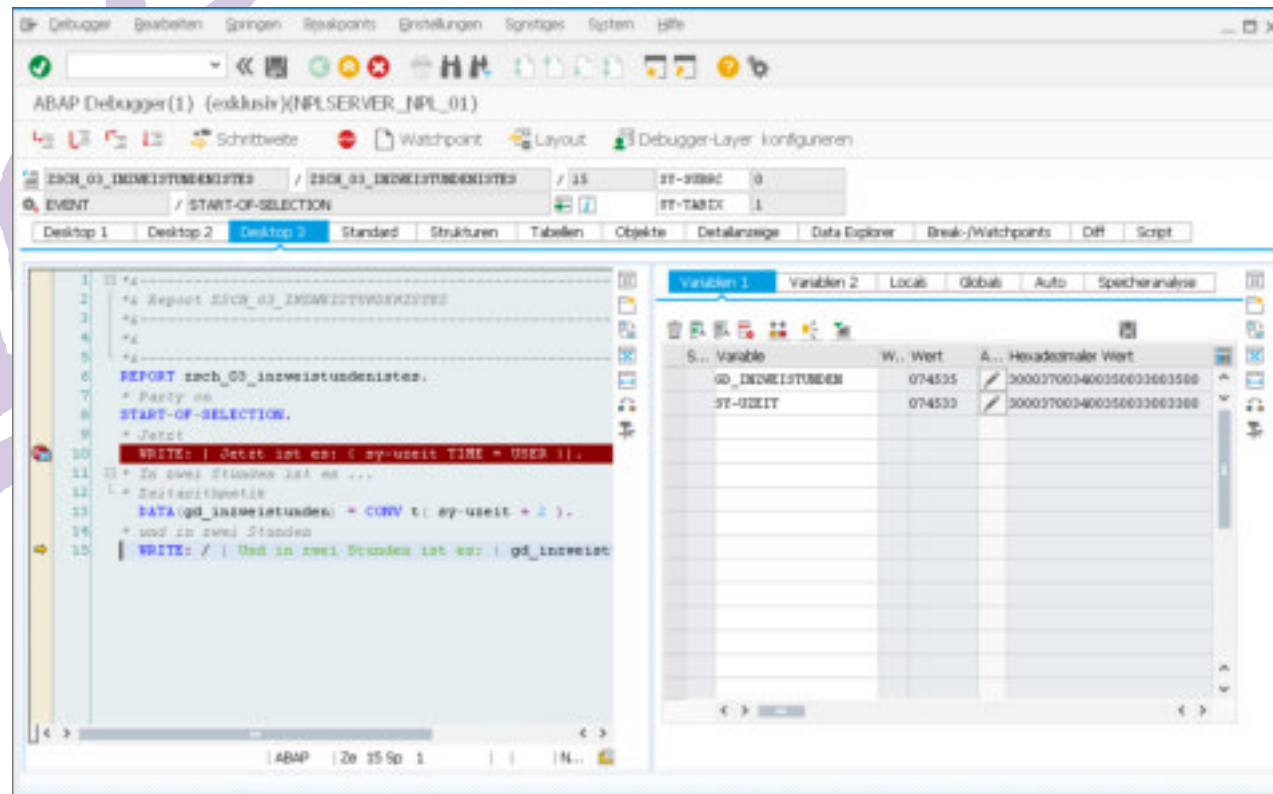 Debugger Bearbeiten Springen Breakpoints Einstellungen Sonstiges System Hilfe
ABAP Debugger(1) (exklusiv)(NPLSERVER_NPL_01)
Schrittweite Watchpoint Layout Debugger-Layer konfigurieren
ZSCH_03_INZWEISTUNDENISTES / ZSCH_03_INZWEISTUNDENISTES / 15 SY-SUBRC 0
EVENT / START-OF-SELECTION SY-TABIX 1
Desktop 1 Desktop 2 Desktop 3 Standard Strukturen Tabellen Objekte Detailanzeige Data Explorer Break-/Watchpoints Diff Script
1 *&---------------------------------------------------------------------
2 *& Report ZSCH_03_INZWEISTUNDENISTES
3 *&---------------------------------------------------------------------
4 *&
5 *&---------------------------------------------------------------------
6 REPORT zsch_03_inzweistundenistes.
7 * Party on
8 START-OF-SELECTION.
9 * Jetzt
10 WRITE: | Jetzt ist es: { sy-uzeit TIME = USER }|.
11 * In zwei Stunden ist es ...
12 * Zeitarithmetik
13 DATA(gd_inzweistunden) = CONV t( sy-uzeit + 2 ).
14 * und in zwei Stunden
15 WRITE: / | Und in zwei Stunden ist es: | gd_inzweist
ABAP Ze 15 Sp 1 N...
Variablen 1 Variablen 2 Locals Globals Auto Speicheranalyse
S... Variable W... Wert Ä... Hexadezimaler Wert
GD_INZWEISTUNDEN 074535 300037003400350033003500
SY-UZEIT 074533 300037003400350033003300